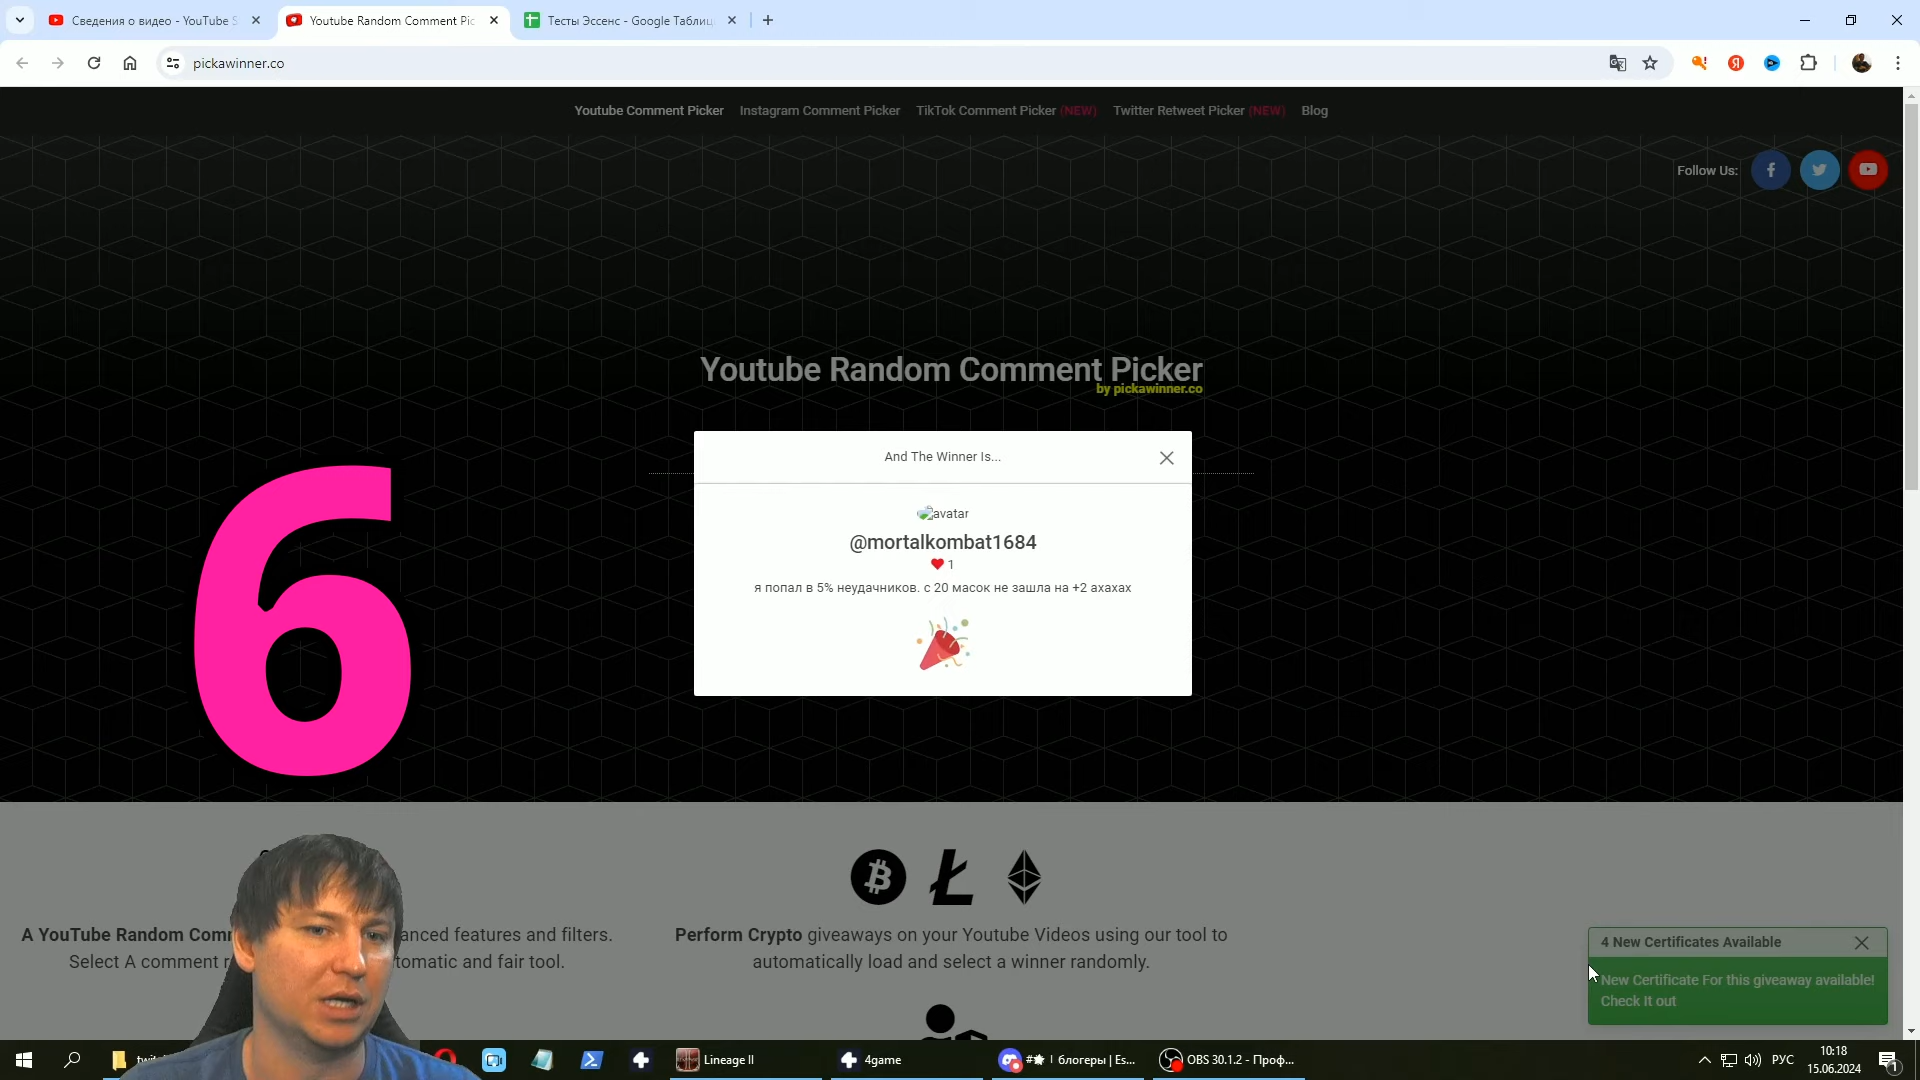 Сведения о видео - YouTube S
Youtube Random Comment Pic
Тесты Эссенс - Google Таблиц
pickawinner.co
Youtube Comment Picker
Instagram Comment Picker
TikTok Comment Picker (NEW)
Twitter Retweet Picker (NEW)
Blog
Follow Us:
Youtube Random Comment Picker
by pickawinner.co
And The Winner Is...
avatar
@mortalkombat1684
1
я попал в 5% неудачников. с 20 масок не зашла на +2 ахахах
6
A YouTube Random Com anced features and filters.
Select A comment r tomatic and fair tool.
Perform Crypto giveaways on your Youtube Videos using our tool to
automatically load and select a winner randomly.
4 New Certificates Available
New Certificate For this giveaway available!
Check It out
twit
Lineage II
4game
#✸ | блогеры | Es...
OBS 30.1.2 - Проф...
РУС
10:18
15.06.2024
1